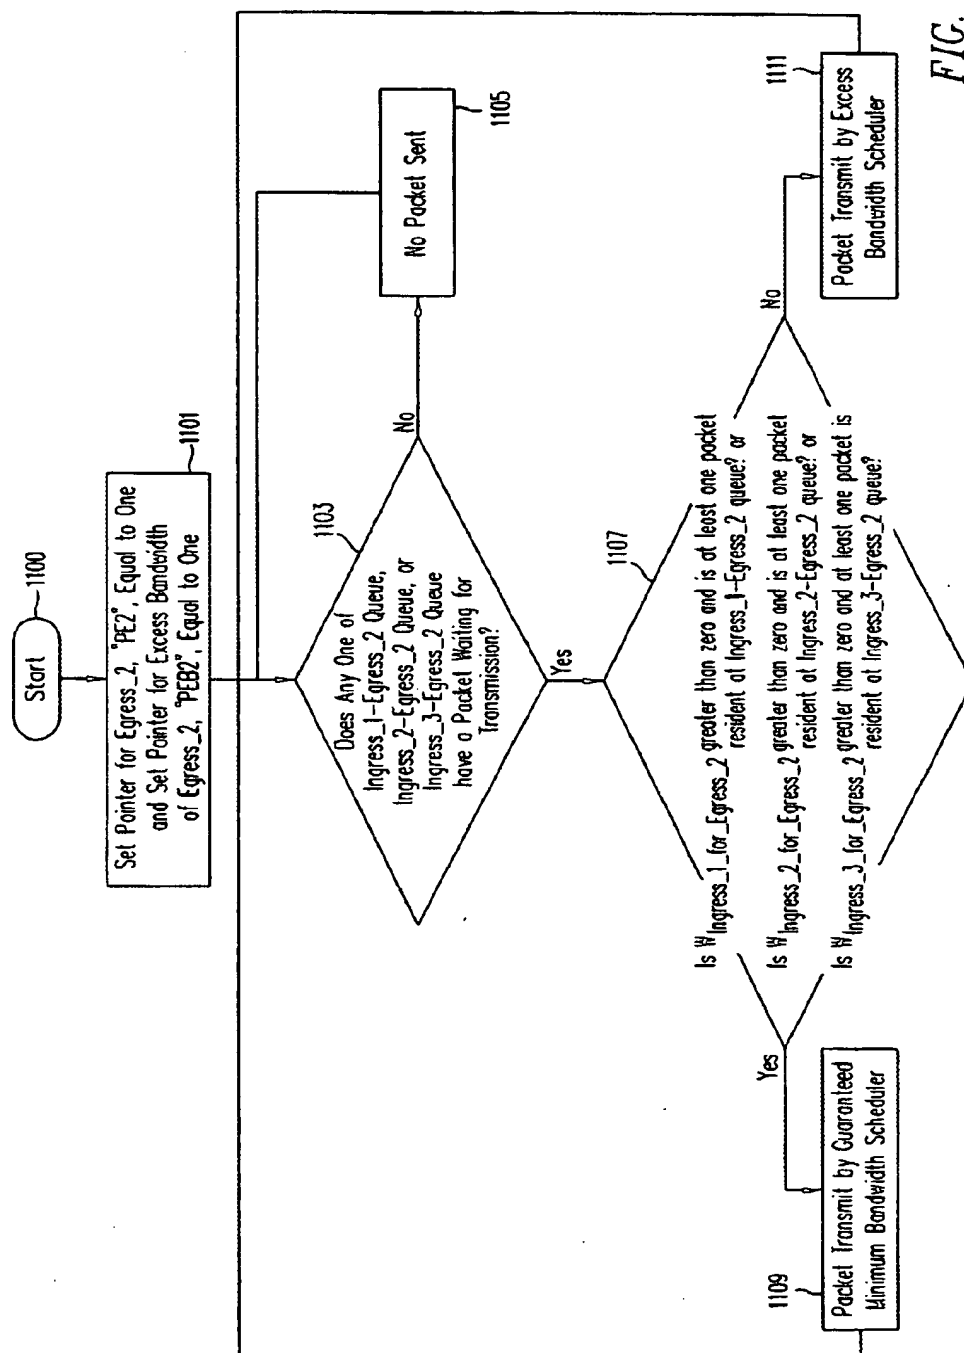 Start
1100
Set Pointer for Egress_2, "PE2", Equal to One
and Set Pointer for Excess Bandwidth
of Egress_2, "PEB2", Equal to One
1101
1103
Does Any One of
Ingress_1-Egress_2 Queue,
Ingress_2-Egress_2 Queue, or
Ingress_3-Egress_2 Queue
have a Packet Waiting for
Transmission?
No
No Packet Sent
1105
Yes
1107
Is WIngress_1_for_Egress_2 greater than zero and is at least one packet
resident at Ingress_1-Egress_2 queue? or
Is WIngress_2_for_Egress_2 greater than zero and is at least one packet
resident at Ingress_2-Egress_2 queue? or
Is WIngress_3_for_Egress_2 greater than zero and at least one packet is
resident at Ingress_3-Egress_2 queue?
Yes
No
1109
Packet Transmit by Guaranteed
Minimum Bandwidth Scheduler
1111
Packet Transmit by Excess
Bandwidth Scheduler
FIG.